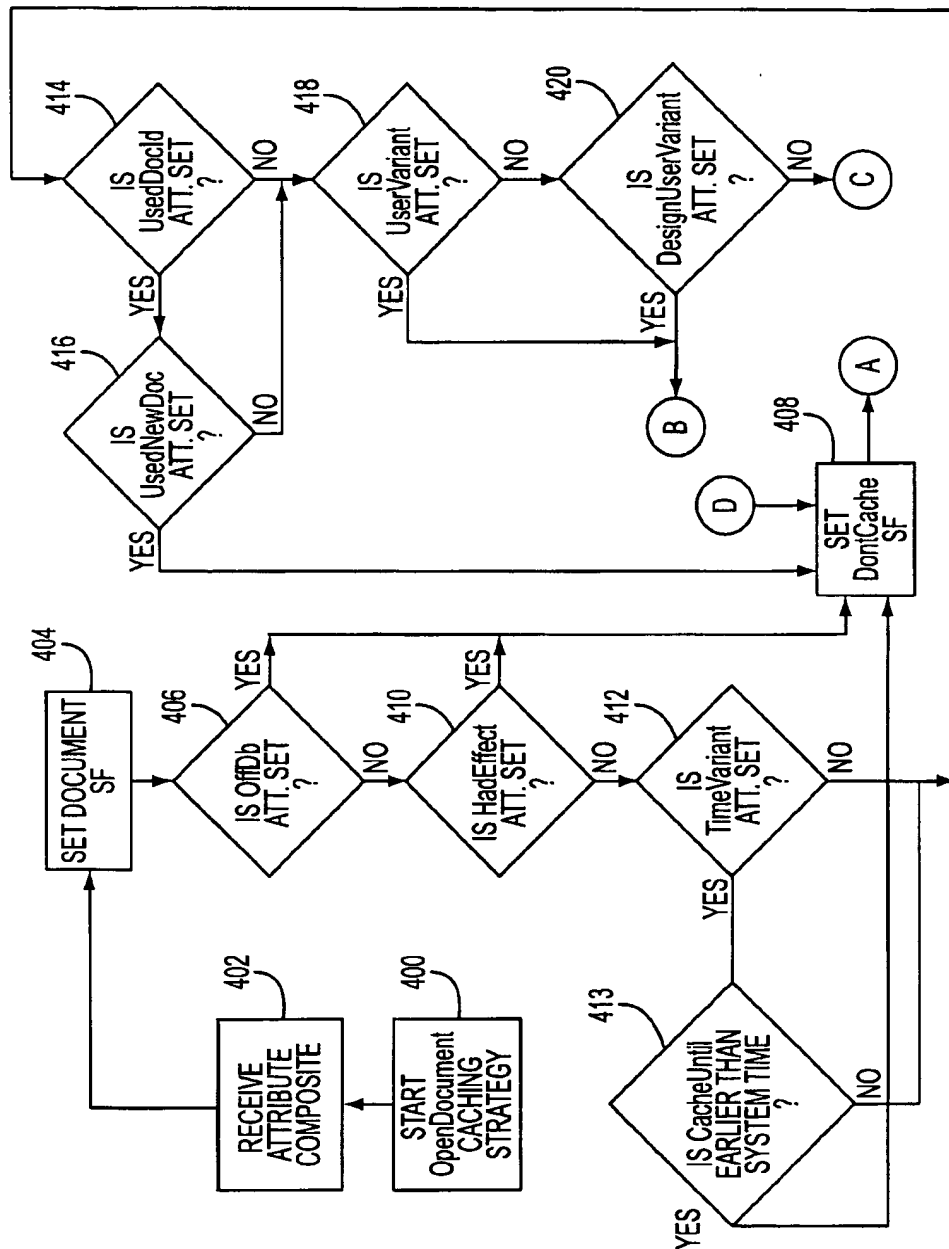 400
START
OpenDocument
CACHING
STRATEGY
402
RECEIVE
ATTRIBUTE
COMPOSITE
404
SET DOCUMENT
SF
406
IS OffDb
ATT. SET
?
YES
NO
410
IS HadEffect
ATT. SET
?
YES
NO
412
IS
TimeVariant
ATT. SET
?
YES
NO
413
IS CacheUntil
EARLIER THAN
SYSTEM TIME
?
YES
NO
414
IS
UsedDocId
ATT. SET
?
YES
NO
416
IS
UsedNewDoc
ATT. SET
?
YES
NO
418
IS
UserVariant
ATT. SET
?
YES
NO
420
IS
DesignUserVariant
ATT. SET
?
YES
NO
C
B
D
408
SET
DontCache
SF
A